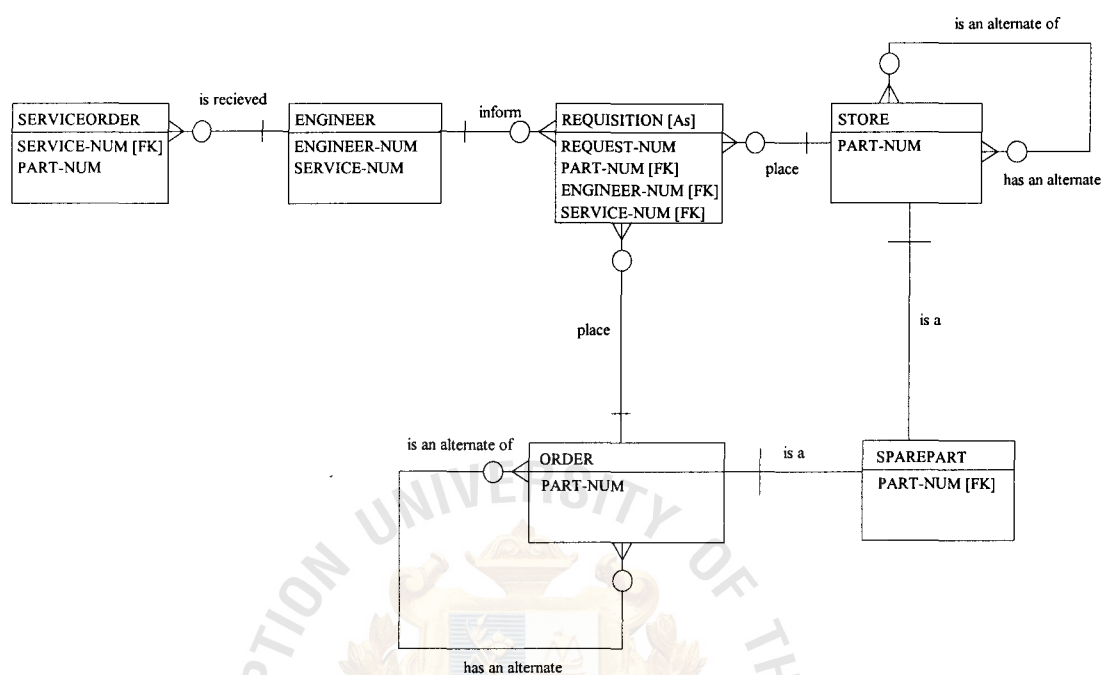 is an alternate of
is recieved
inform
SERVICEORDER
SERVICE-NUM [FK]
PART-NUM
ENGINEER
ENGINEER-NUM
SERVICE-NUM
REQUISITION [As]
REQUEST-NUM
PART-NUM [FK]
ENGINEER-NUM [FK]
SERVICE-NUM [FK]
place
STORE
PART-NUM
has an alternate
place
is a
is an alternate of
ORDER
PART-NUM
is a
SPAREPART
PART-NUM [FK]
has an alternate
UNIVERSITY OF